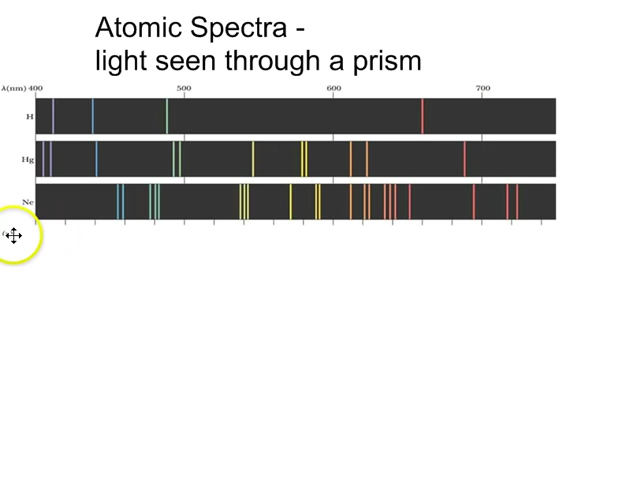 Atomic Spectra -
light seen through a prism
λ(nm) 400 500 600 700
H
Hg
Ne